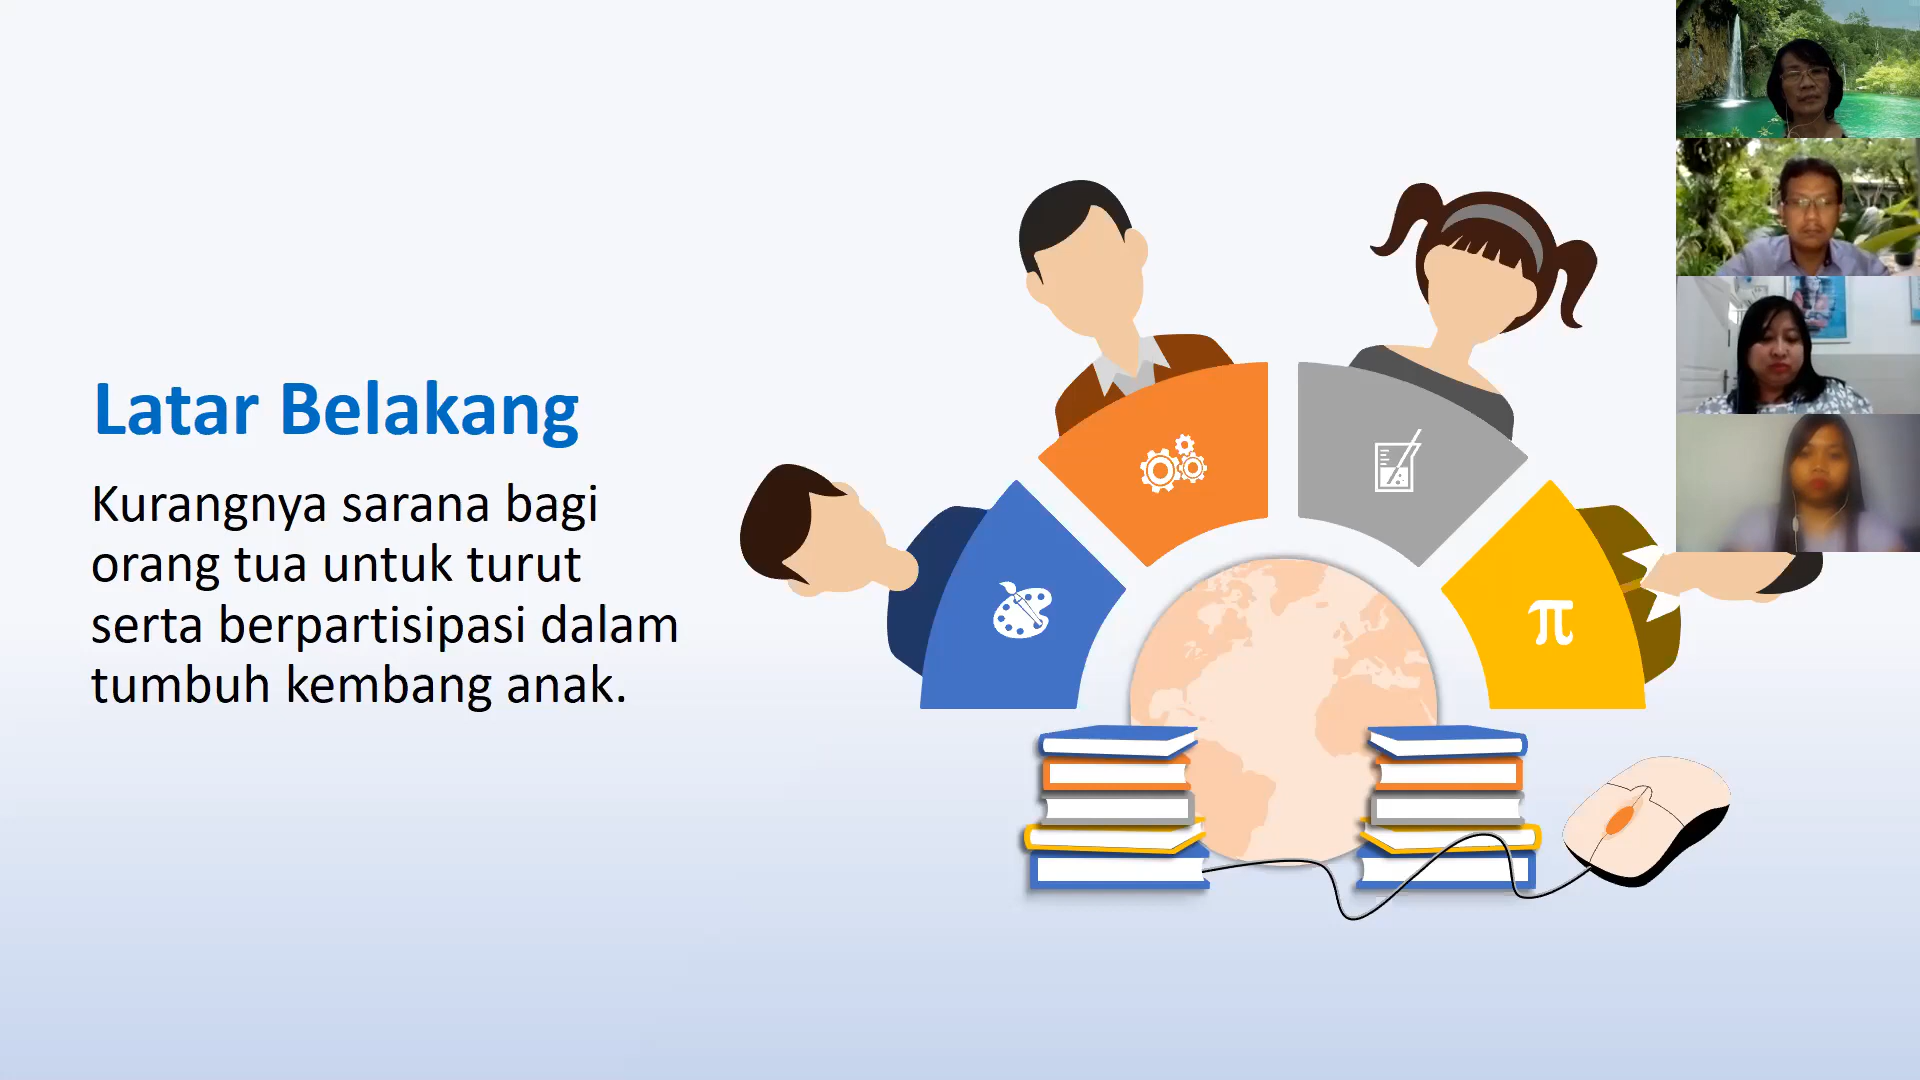 Latar Belakang
Kurangnya sarana bagi
orang tua untuk turut
serta berpartisipasi dalam
tumbuh kembang anak.
π